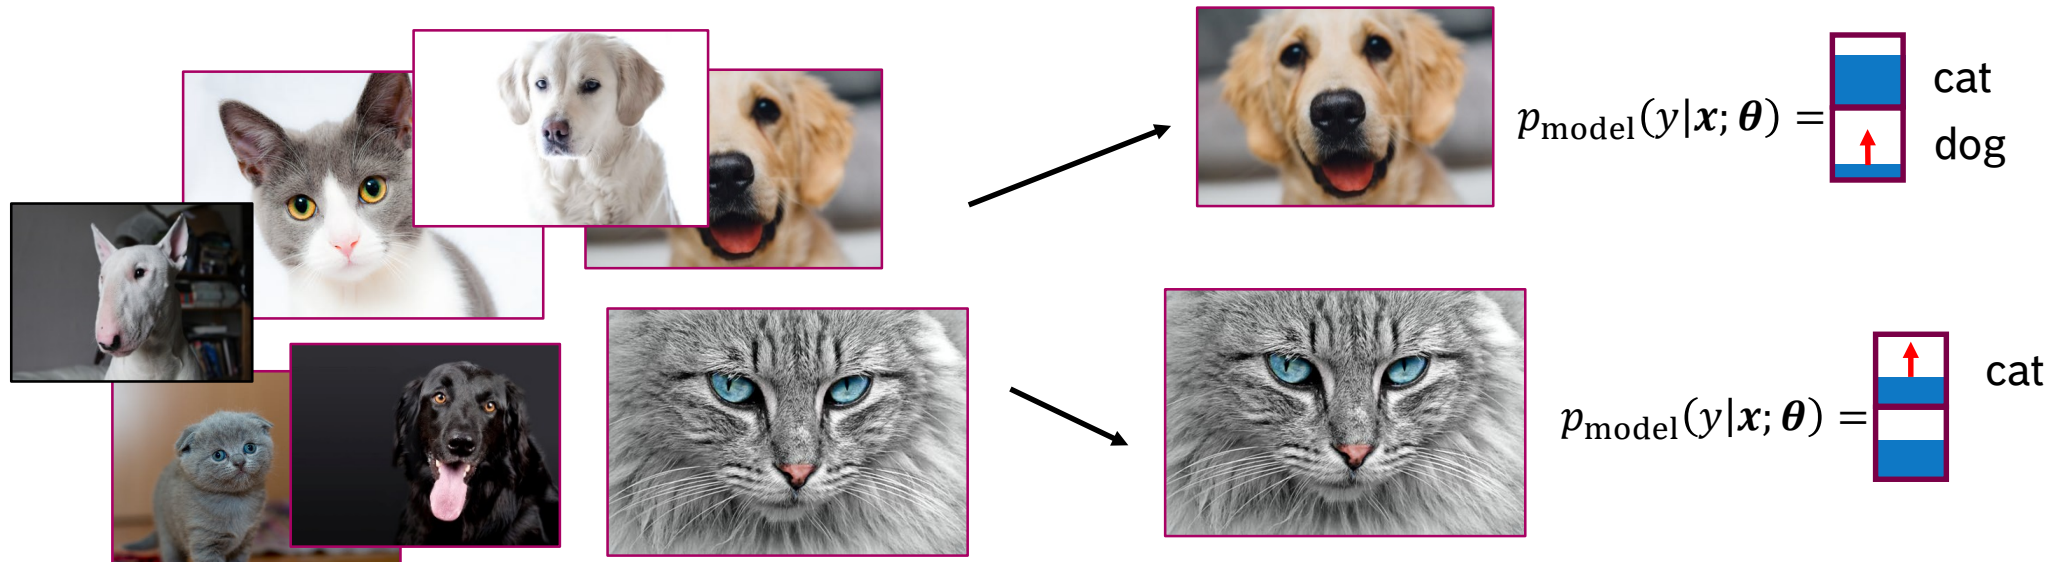 cat
p_model(y|x; θ) =
dog
cat
p_model(y|x; θ) =